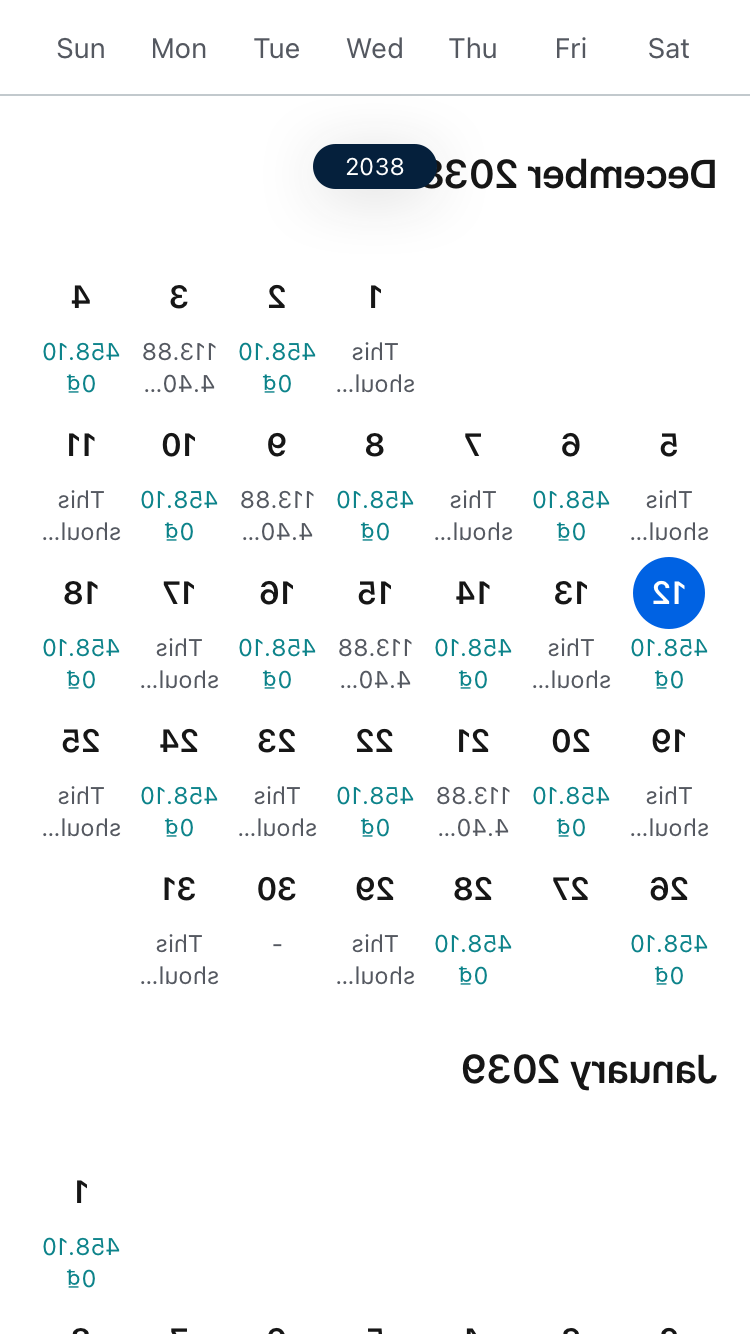 Sun Mon Tue Wed Thu Fri Sat
2038
December 2038
1 2 3 4
This 458.10 113.88 458.10
shoul... 0₫ 4.40... 0₫
5 6 7 8 9 10 11
This 458.10 This 458.10 113.88 458.10 This
shoul... 0₫ shoul... 0₫ 4.40... 0₫ shoul...
12 13 14 15 16 17 18
458.10 This 458.10 113.88 458.10 This 458.10
0₫ shoul... 0₫ 4.40... 0₫ shoul... 0₫
19 20 21 22 23 24 25
This 458.10 113.88 458.10 This 458.10 This
shoul... 0₫ 4.40... 0₫ shoul... 0₫ shoul...
26 27 28 29 30 31
458.10 458.10 This - This
0₫ 0₫ shoul... shoul...
January 2039
1
458.10
0₫